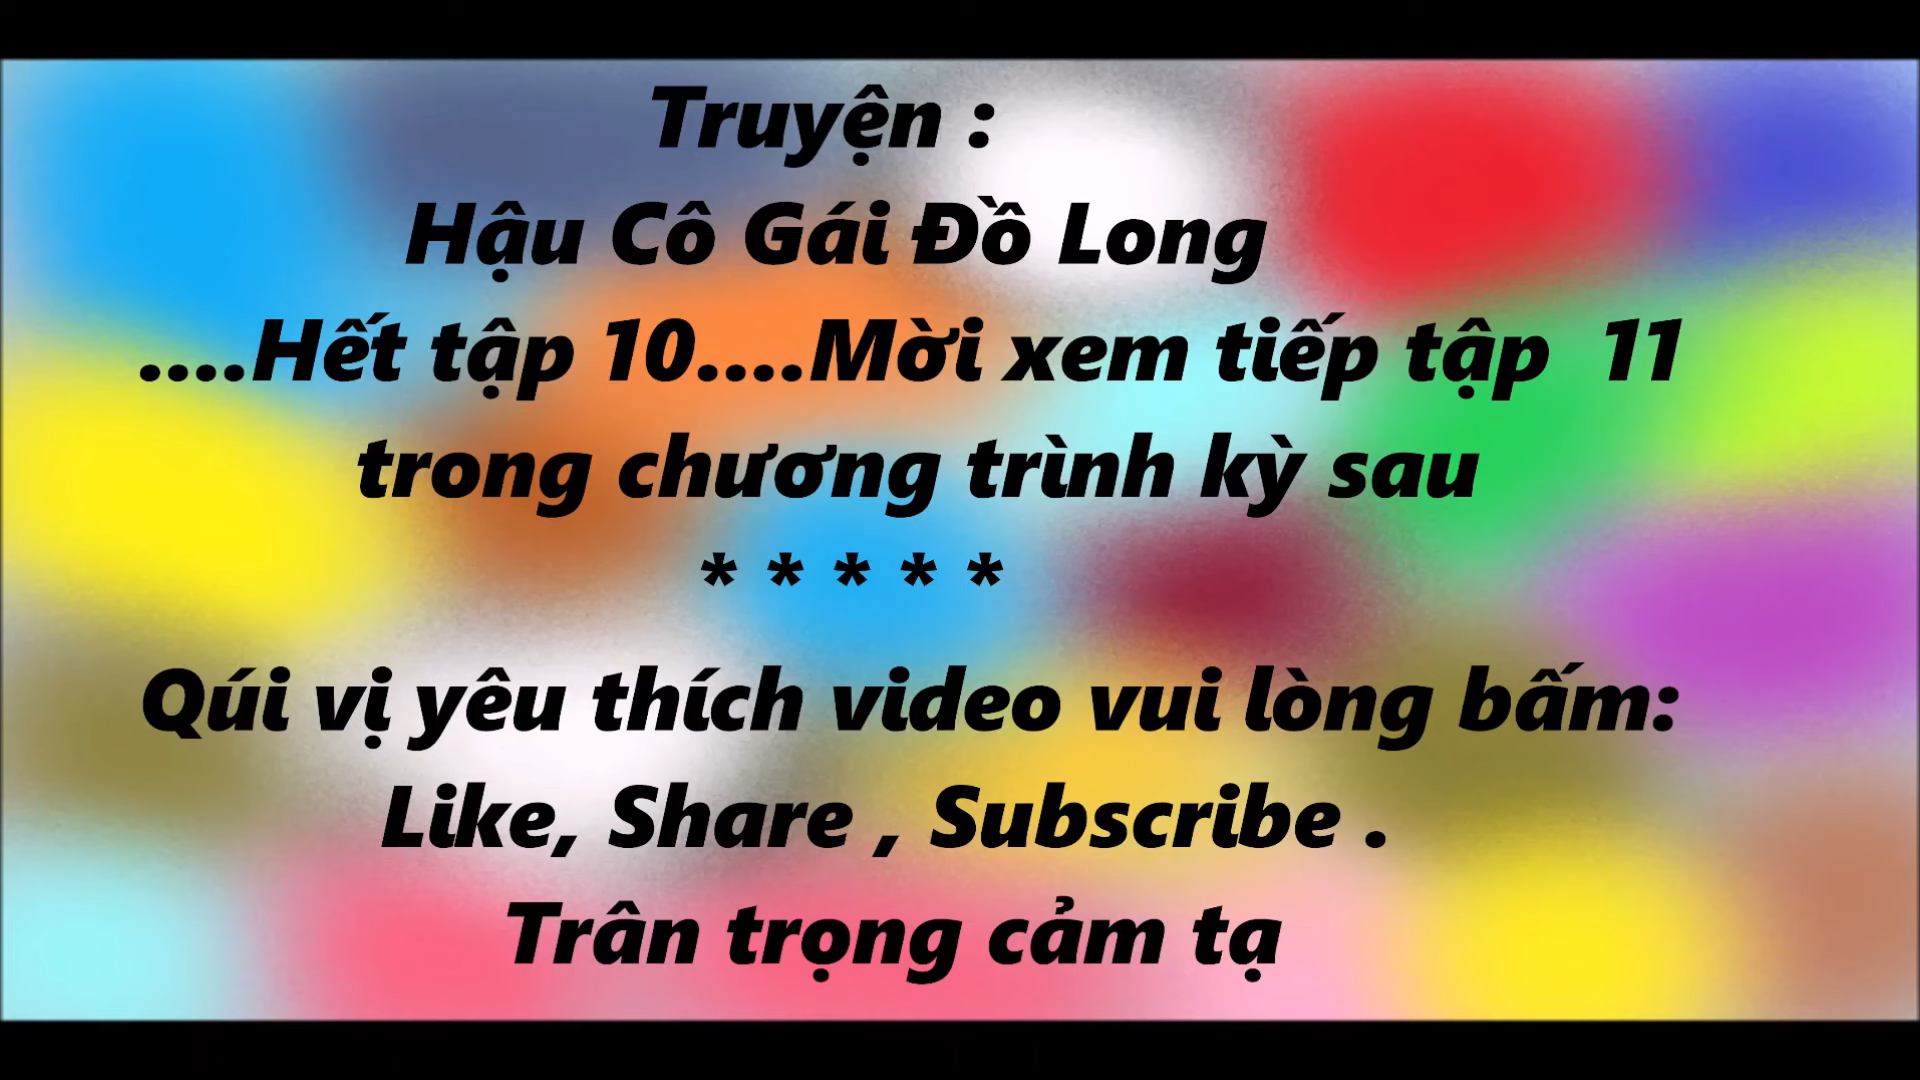 Truyện :
Hậu Cô Gái Đồ Long
....Hết tập 10....Mời xem tiếp tập 11
trong chương trình kỳ sau
* * * * *
Qúi vị yêu thích video vui lòng bấm:
Like, Share , Subscribe .
Trân trọng cảm tạ